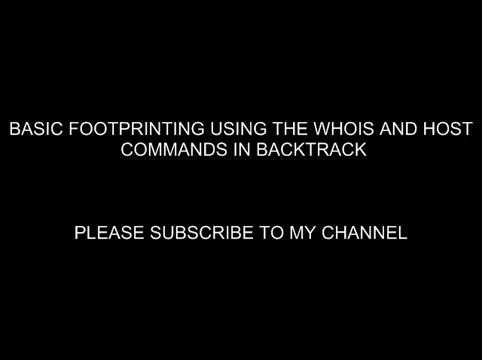 BASIC FOOTPRINTING USING THE WHOIS AND HOST
COMMANDS IN BACKTRACK
PLEASE SUBSCRIBE TO MY CHANNEL